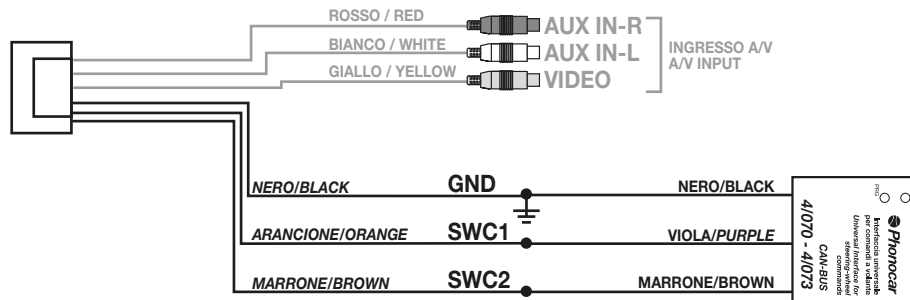 ROSSO / RED
AUX IN-R
BIANCO / WHITE
AUX IN-L
GIALLO / YELLOW
VIDEO
INGRESSO A/V
A/V INPUT
NERO/BLACK
GND
NERO/BLACK
ARANCIONE/ORANGE
SWC1
VIOLA/PURPLE
MARRONE/BROWN
SWC2
MARRONE/BROWN
PRG
Phonocar
Interfaccia universale
per comandi a volante
Universal Interface for
steering-wheel
commands
CAN-BUS
4/070 - 4/073